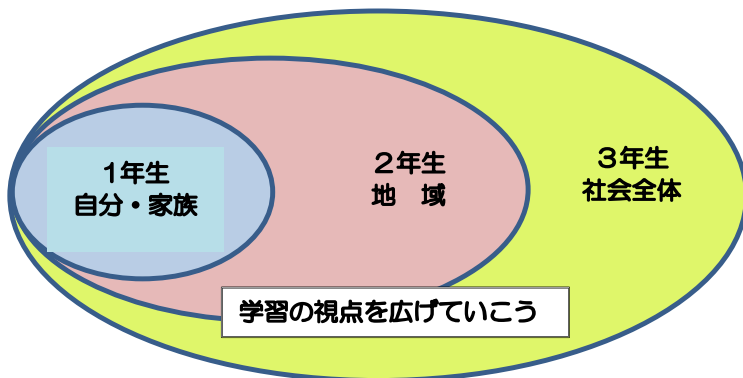 1年生
自分・家族
２年生
地　域
３年生
社会全体
学習の視点を広げていこう